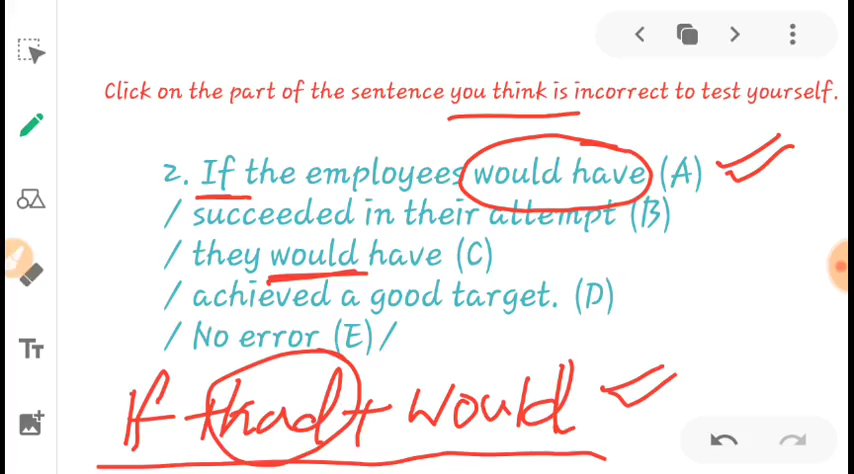 Click on the part of the sentence you think is incorrect to test yourself.
2. If the employees would have (A)
/ succeeded in their attempt (B)
/ they would have (C)
/ achieved a good target. (D)
/ No error (E) /
If + had + would
TT